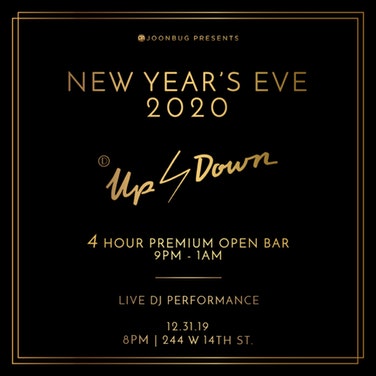 JOONBUG PRESENTS
NEW YEAR'S EVE
2020
Up Down
4 HOUR PREMIUM OPEN BAR
9PM - 1AM
LIVE DJ PERFORMANCE
12.31.19
8PM | 244 W 14TH ST.